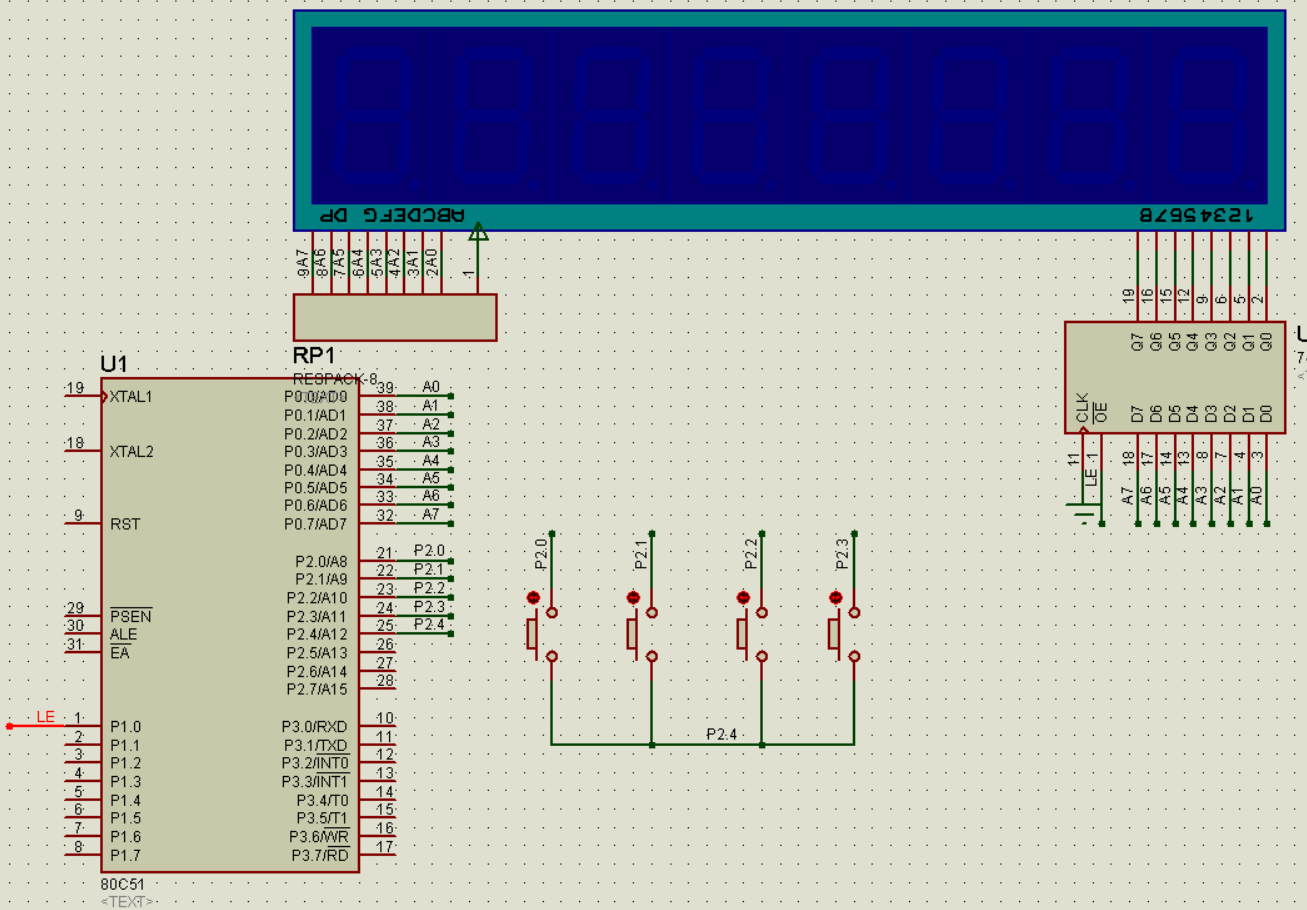 ABCDEFG DP
12345678
9A7
8A6
7A5
6A4
5A3
4A2
3A1
2A0
1
19
16
15
12
9
6
5
2
Q7
Q6
Q5
Q4
Q3
Q2
Q1
Q0
U
CLK
OE
D7
D6
D5
D4
D3
D2
D1
D0
11
LE 1
18
17
14
13
8
7
4
3
A7
A6
A5
A4
A3
A2
A1
A0
RP1
RESPACK-8
U1
19 XTAL1
18 XTAL2
9 RST
29 PSEN
30 ALE
31 EA
LE 1 P1.0
2 P1.1
3 P1.2
4 P1.3
5 P1.4
6 P1.5
7 P1.6
8 P1.7
P0.0/AD0 39 A0
P0.1/AD1 38 A1
P0.2/AD2 37 A2
P0.3/AD3 36 A3
P0.4/AD4 35 A4
P0.5/AD5 34 A5
P0.6/AD6 33 A6
P0.7/AD7 32 A7
P2.0/A8 21 P2.0
P2.1/A9 22 P2.1
P2.2/A10 23 P2.2
P2.3/A11 24 P2.3
P2.4/A12 25 P2.4
P2.5/A13 26
P2.6/A14 27
P2.7/A15 28
P3.0/RXD 10
P3.1/TXD 11
P3.2/INT0 12
P3.3/INT1 13
P3.4/T0 14
P3.5/T1 15
P3.6/WR 16
P3.7/RD 17
80C51
<TEXT>
P2.0
P2.1
P2.2
P2.3
P2.4